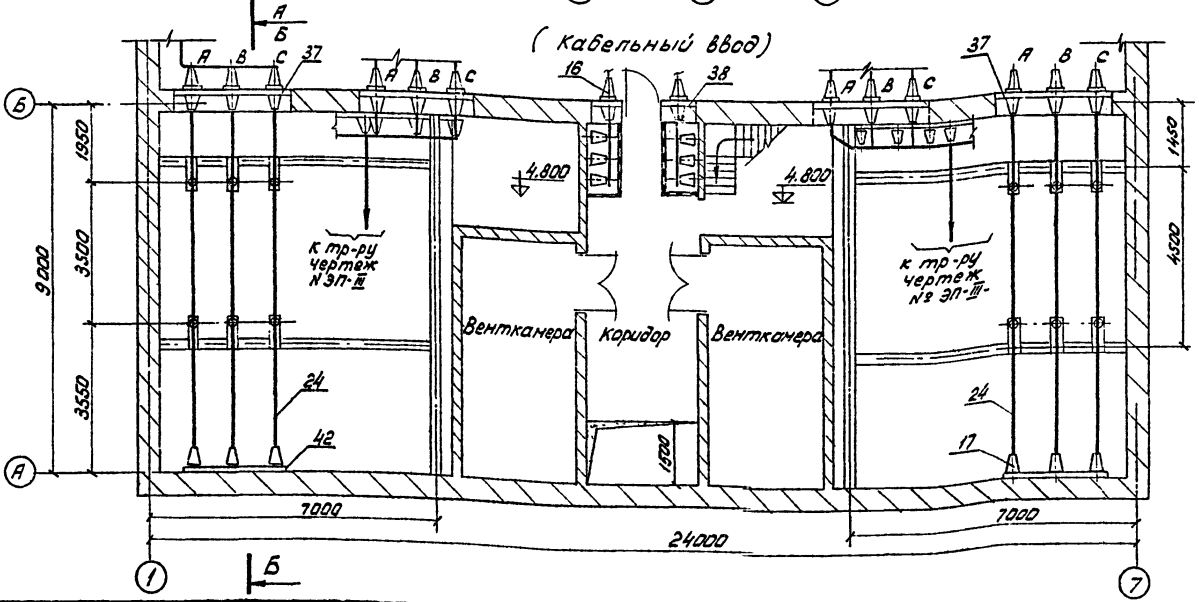 А
Б
(Кабельный ввод)
А В С 37
А В С
16
38
А В С
37 А В С
Б
1950
3500
3550
9000
4.800
4.800
1450
4500
к тр-ру
чертеж
N ЭП-III
к тр-ру
чертеж
№ ЭП-III-
Венткамера
Коридор
Венткамера
24
42
24
17
1500
А
7000
7000
24000
1
Б
7